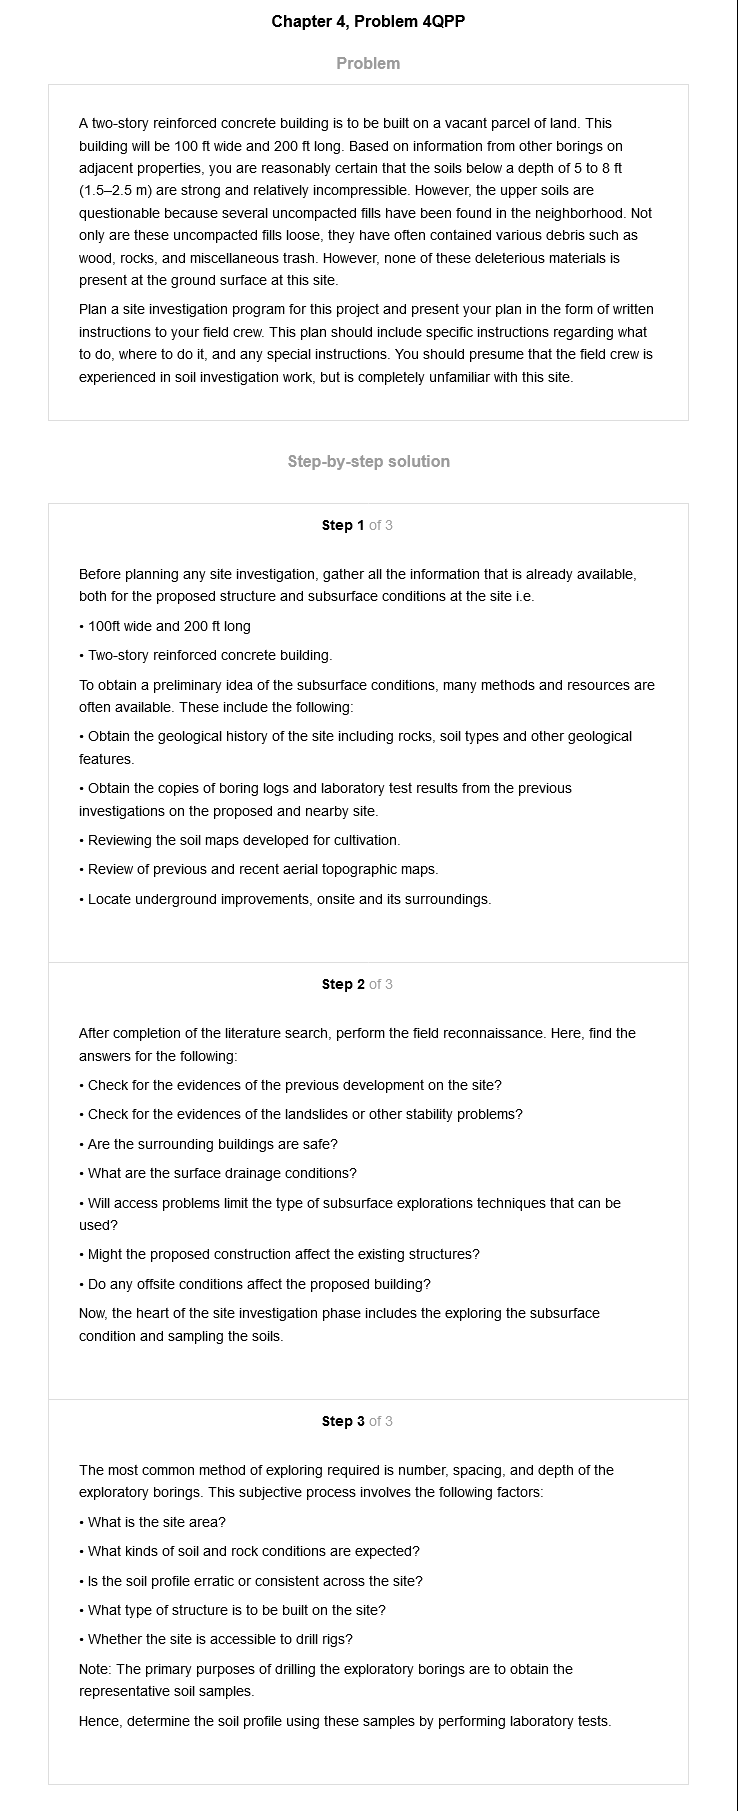 Chapter 4, Problem 4QPP
Problem
A two-story reinforced concrete building is to be built on a vacant parcel of land. This
building will be 100 ft wide and 200 ft long. Based on information from other borings on
adjacent properties, you are reasonably certain that the soils below a depth of 5 to 8 ft
(1.5–2.5 m) are strong and relatively incompressible. However, the upper soils are
questionable because several uncompacted fills have been found in the neighborhood. Not
only are these uncompacted fills loose, they have often contained various debris such as
wood, rocks, and miscellaneous trash. However, none of these deleterious materials is
present at the ground surface at this site.
Plan a site investigation program for this project and present your plan in the form of written
instructions to your field crew. This plan should include specific instructions regarding what
to do, where to do it, and any special instructions. You should presume that the field crew is
experienced in soil investigation work, but is completely unfamiliar with this site.
Step-by-step solution
Step 1 of 3
Before planning any site investigation, gather all the information that is already available,
both for the proposed structure and subsurface conditions at the site i.e.
• 100ft wide and 200 ft long
• Two-story reinforced concrete building.
To obtain a preliminary idea of the subsurface conditions, many methods and resources are
often available. These include the following:
• Obtain the geological history of the site including rocks, soil types and other geological
features.
• Obtain the copies of boring logs and laboratory test results from the previous
investigations on the proposed and nearby site.
• Reviewing the soil maps developed for cultivation.
• Review of previous and recent aerial topographic maps.
• Locate underground improvements, onsite and its surroundings.
Step 2 of 3
After completion of the literature search, perform the field reconnaissance. Here, find the
answers for the following:
• Check for the evidences of the previous development on the site?
• Check for the evidences of the landslides or other stability problems?
• Are the surrounding buildings are safe?
• What are the surface drainage conditions?
• Will access problems limit the type of subsurface explorations techniques that can be
used?
• Might the proposed construction affect the existing structures?
• Do any offsite conditions affect the proposed building?
Now, the heart of the site investigation phase includes the exploring the subsurface
condition and sampling the soils.
Step 3 of 3
The most common method of exploring required is number, spacing, and depth of the
exploratory borings. This subjective process involves the following factors:
• What is the site area?
• What kinds of soil and rock conditions are expected?
• Is the soil profile erratic or consistent across the site?
• What type of structure is to be built on the site?
• Whether the site is accessible to drill rigs?
Note: The primary purposes of drilling the exploratory borings are to obtain the
representative soil samples.
Hence, determine the soil profile using these samples by performing laboratory tests.